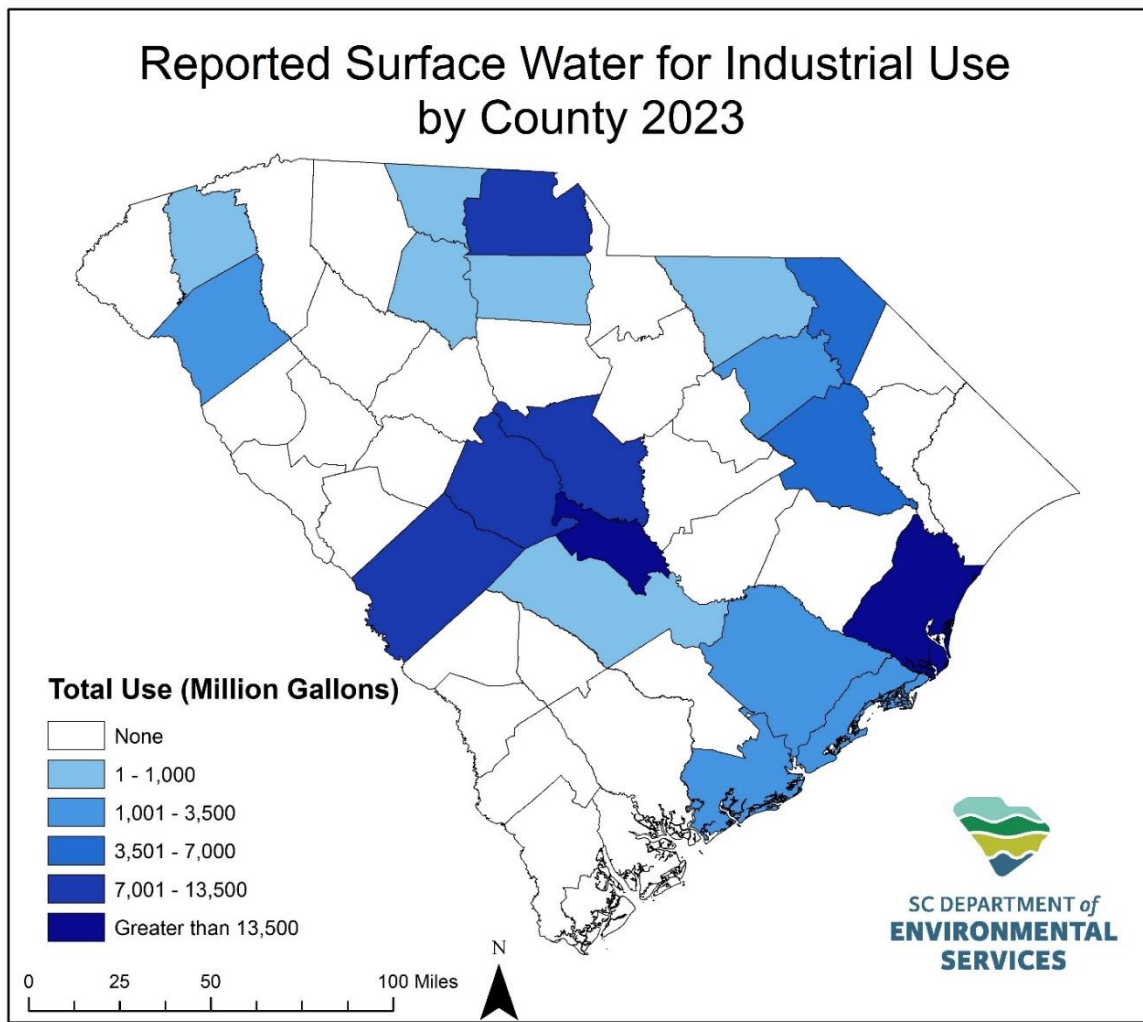 Reported Surface Water for Industrial Use
by County 2023
Total Use (Million Gallons)
None
1 - 1,000
1,001 - 3,500
3,501 - 7,000
7,001 - 13,500
Greater than 13,500
0 25 50 100 Miles
N
SC DEPARTMENT of
ENVIRONMENTAL
SERVICES